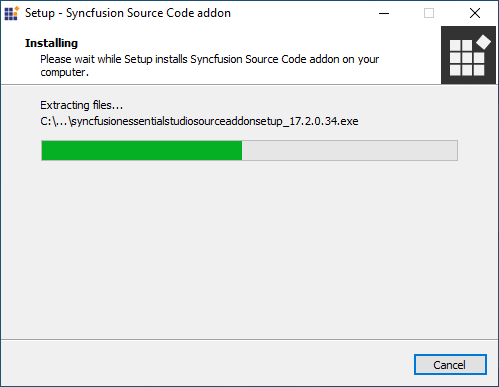 Setup - Syncfusion Source Code addon
Installing
Please wait while Setup installs Syncfusion Source Code addon on your
computer.
Extracting files...
C:\...\syncfusionessentialstudiosourceaddonsetup_17.2.0.34.exe
Cancel